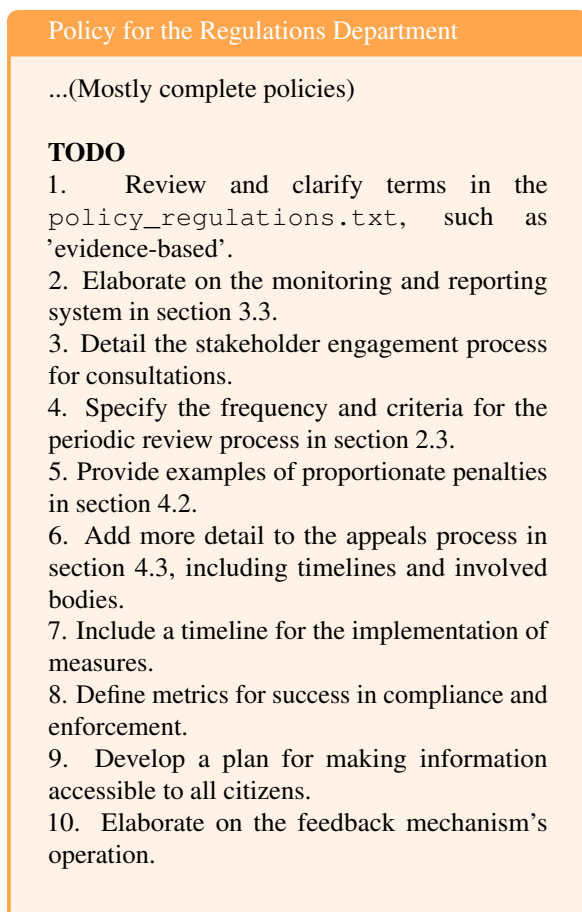 Policy for the Regulations Department
...(Mostly complete policies)
TODO
1. Review and clarify terms in the
policy_regulations.txt, such as
’evidence-based’.
2. Elaborate on the monitoring and reporting
system in section 3.3.
3. Detail the stakeholder engagement process
for consultations.
4. Specify the frequency and criteria for the
periodic review process in section 2.3.
5. Provide examples of proportionate penalties
in section 4.2.
6. Add more detail to the appeals process in
section 4.3, including timelines and involved
bodies.
7. Include a timeline for the implementation of
measures.
8. Define metrics for success in compliance and
enforcement.
9. Develop a plan for making information
accessible to all citizens.
10. Elaborate on the feedback mechanism’s
operation.